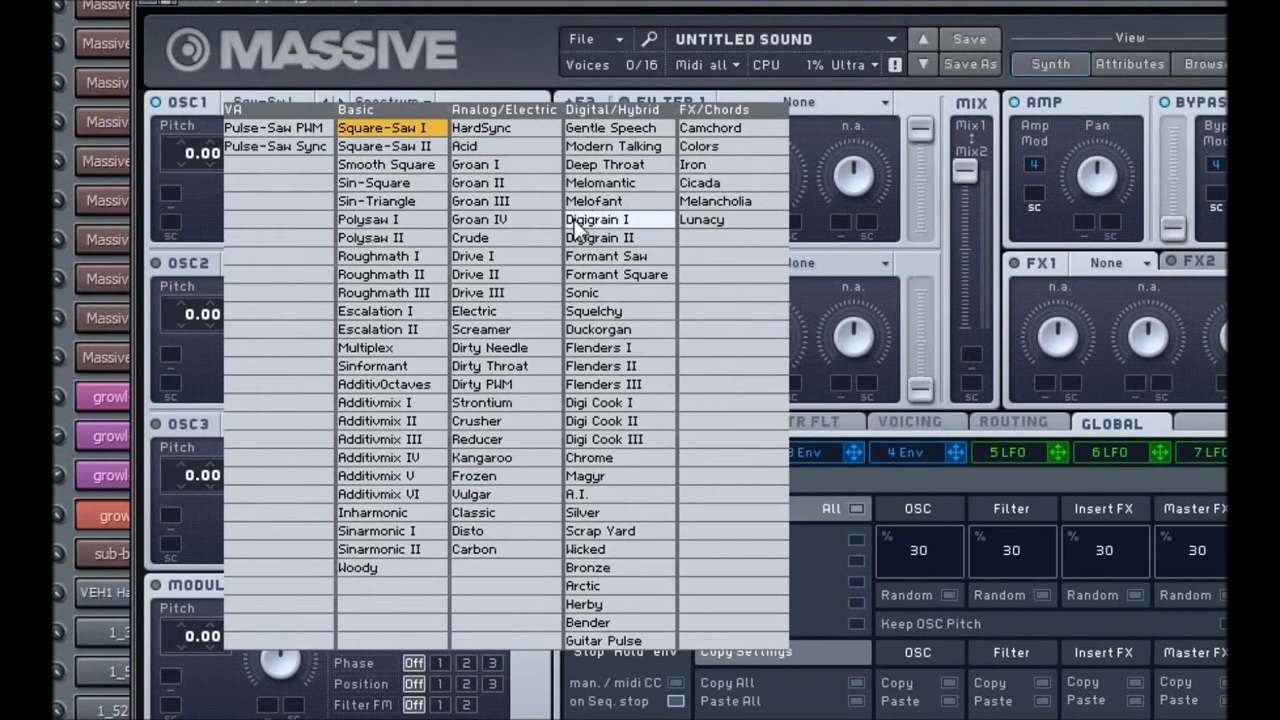 MASSIVE
File
UNTITLED SOUND
Save
View
Voices 0/16 Midi all CPU 1% Ultra
Save As
Synth Attributes
Massive
Massive
Massive
Massive
Massive
Massive
Massive
Massive
growl
growl
growl
sub-b
OSC1
Pitch
0.00
SC
OSC2
Pitch
0.00
SC
OSC3
Pitch
0.00
SC
MODUL
Pitch
0.00
VA
Pulse-Saw PWM
Pulse-Saw Sync
Basic
Square-Saw I
Square-Saw II
Smooth Square
Sin-Square
Sin-Triangle
Polysaw I
Polysaw II
Roughmath I
Roughmath II
Roughmath III
Escalation I
Escalation II
Multiplex
Sinformant
AdditivOctaves
Additivmix I
Additivmix II
Additivmix III
Additivmix IV
Additivmix V
Additivmix VI
Inharmonic
Sinarmonic I
Sinarmonic II
Woody
Analog/Electric
HardSync
Acid
Groan I
Groan II
Groan III
Groan IV
Crude
Drive I
Drive II
Drive III
Electric
Screamer
Dirty Needle
Dirty Throat
Dirty PWM
Strontium
Crusher
Reducer
Kangaroo
Frozen
Vulgar
Classic
Disto
Carbon
Digital/Hybrid
Gentle Speech
Modern Talking
Deep Throat
Melomantic
Melofant
Digigrain I
Digigrain II
Formant Saw
Formant Square
Sonic
Squelchy
Duckorgan
Flenders I
Flenders II
Flenders III
Digi Cook I
Digi Cook II
Digi Cook III
Chrome
Magyr
A.I.
Silver
Scrap Yard
Wicked
Bronze
Arctic
Herby
Bender
Guitar Pulse
FX/Chords
Camchord
Colors
Iron
Cicada
Melancholia
Lunacy
None
n.a.
None
n.a.
MIX
Mix1
Mix2
SC
AMP
Amp Mod
Pan
4
SC
BYPAS
4
SC
FX1 None FX2
n.a. n.a.
SC SC
VOICING ROUTING GLOBAL
4 Env 5 LFO 6 LFO
All OSC Filter Insert FX Master FX
% 30 % 30 % 30 % 30
Random Random Random Random
Keep OSC Pitch
OSC Filter Insert FX Master FX
Phase Off 1 2 3
Position Off 1 2 3
Filter FM Off 1 2
man./ midi CC
on Seq. stop
Copy All Copy Copy Copy Copy
Paste All Paste Paste Paste Paste